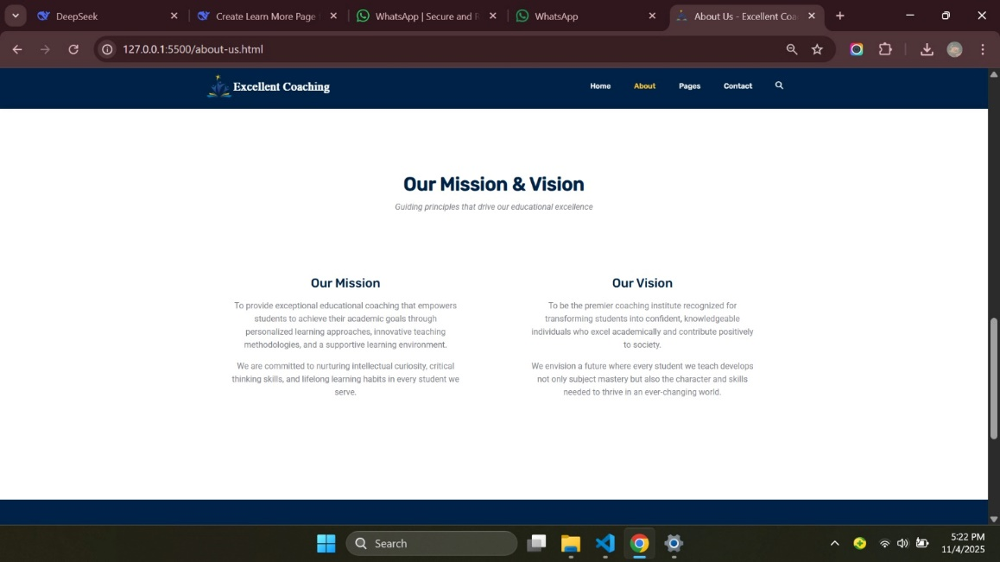 DeepSeek
Create Learn More Page
WhatsApp | Secure and R
WhatsApp
About Us - Excellent Coa
127.0.0.1:5500/about-us.html
Excellent Coaching
Home
About
Pages
Contact
Our Mission & Vision
Guiding principles that drive our educational excellence
Our Mission
To provide exceptional educational coaching that empowers
students to achieve their academic goals through
personalized learning approaches, innovative teaching
methodologies, and a supportive learning environment.
We are committed to nurturing intellectual curiosity, critical
thinking skills, and lifelong learning habits in every student we
serve.
Our Vision
To be the premier coaching institute recognized for
transforming students into confident, knowledgeable
individuals who excel academically and contribute positively
to society.
We envision a future where every student we teach develops
not only subject mastery but also the character and skills
needed to thrive in an ever-changing world.
Search
5:22 PM
11/4/2025